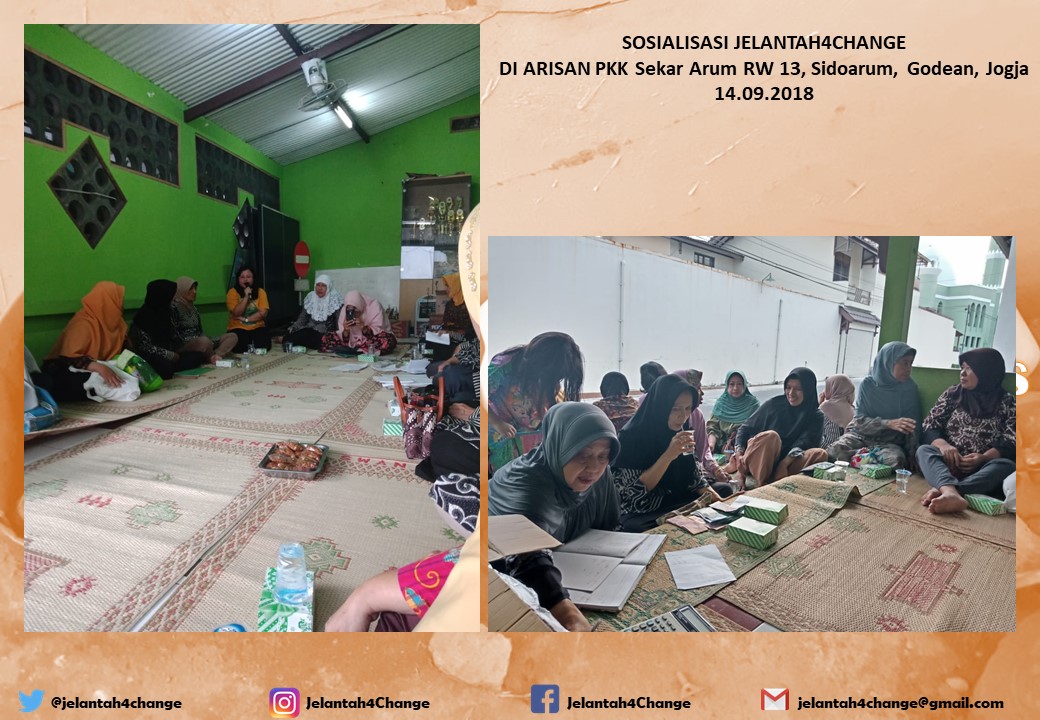 SOSIALISASI JELANTAH4CHANGE
DI ARISAN PKK Sekar Arum RW 13, Sidoarum, Godean, Jogja
14.09.2018
@jelantah4change
Jelantah4Change
Jelantah4Change
jelantah4change@gmail.com